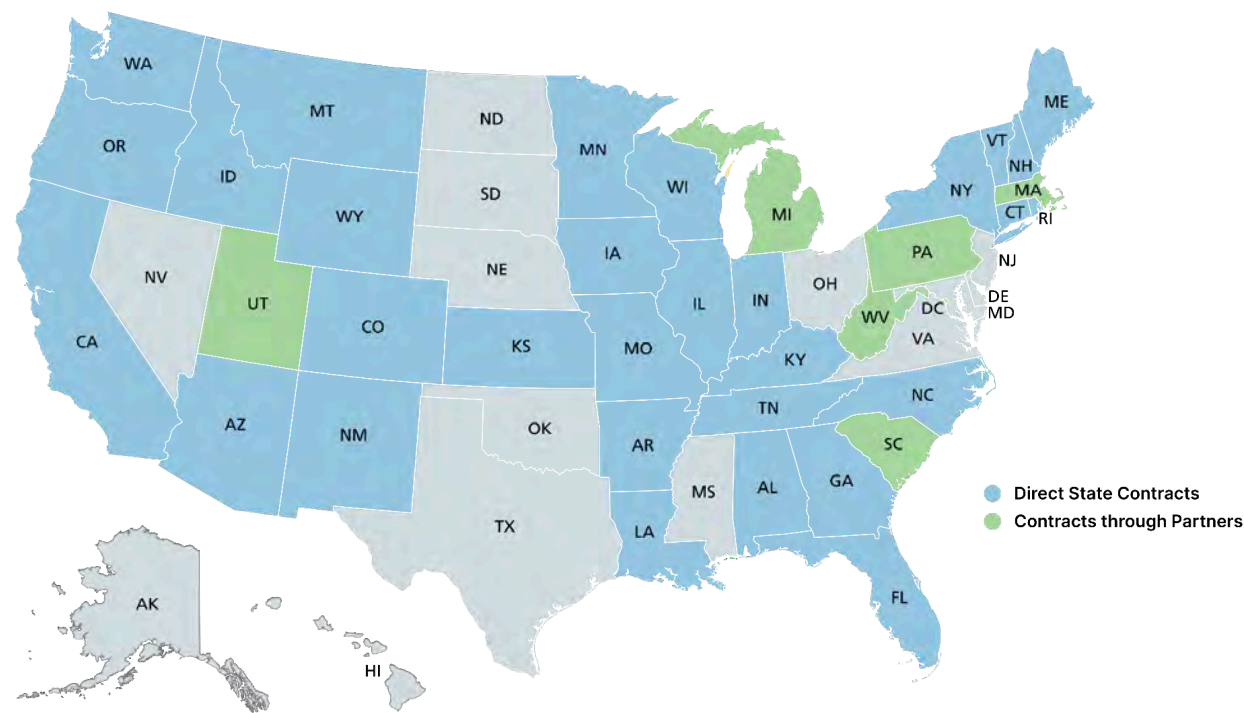 WA
MT
ND
MN
ME
OR
ID
SD
WI
VT
NH
WY
NY
MA
MI
CT
RI
IA
PA
NJ
NE
NV
OH
UT
IL
IN
DE
DC
MD
CO
WV
VA
CA
KS
MO
KY
NC
TN
AZ
NM
OK
AR
SC
GA
AL
MS
Direct State Contracts
Contracts through Partners
TX
LA
FL
AK
HI